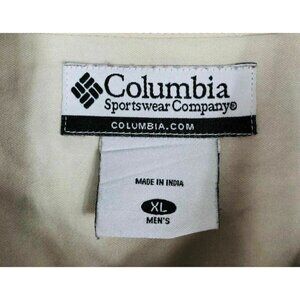 Columbia
Sportswear Company®
COLUMBIA.COM
MADE IN INDIA
XL
MEN'S